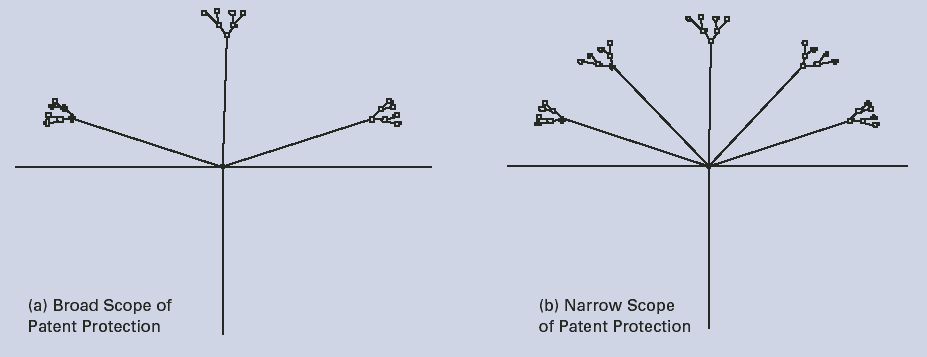 (a) Broad Scope of
Patent Protection
(b) Narrow Scope
of Patent Protection